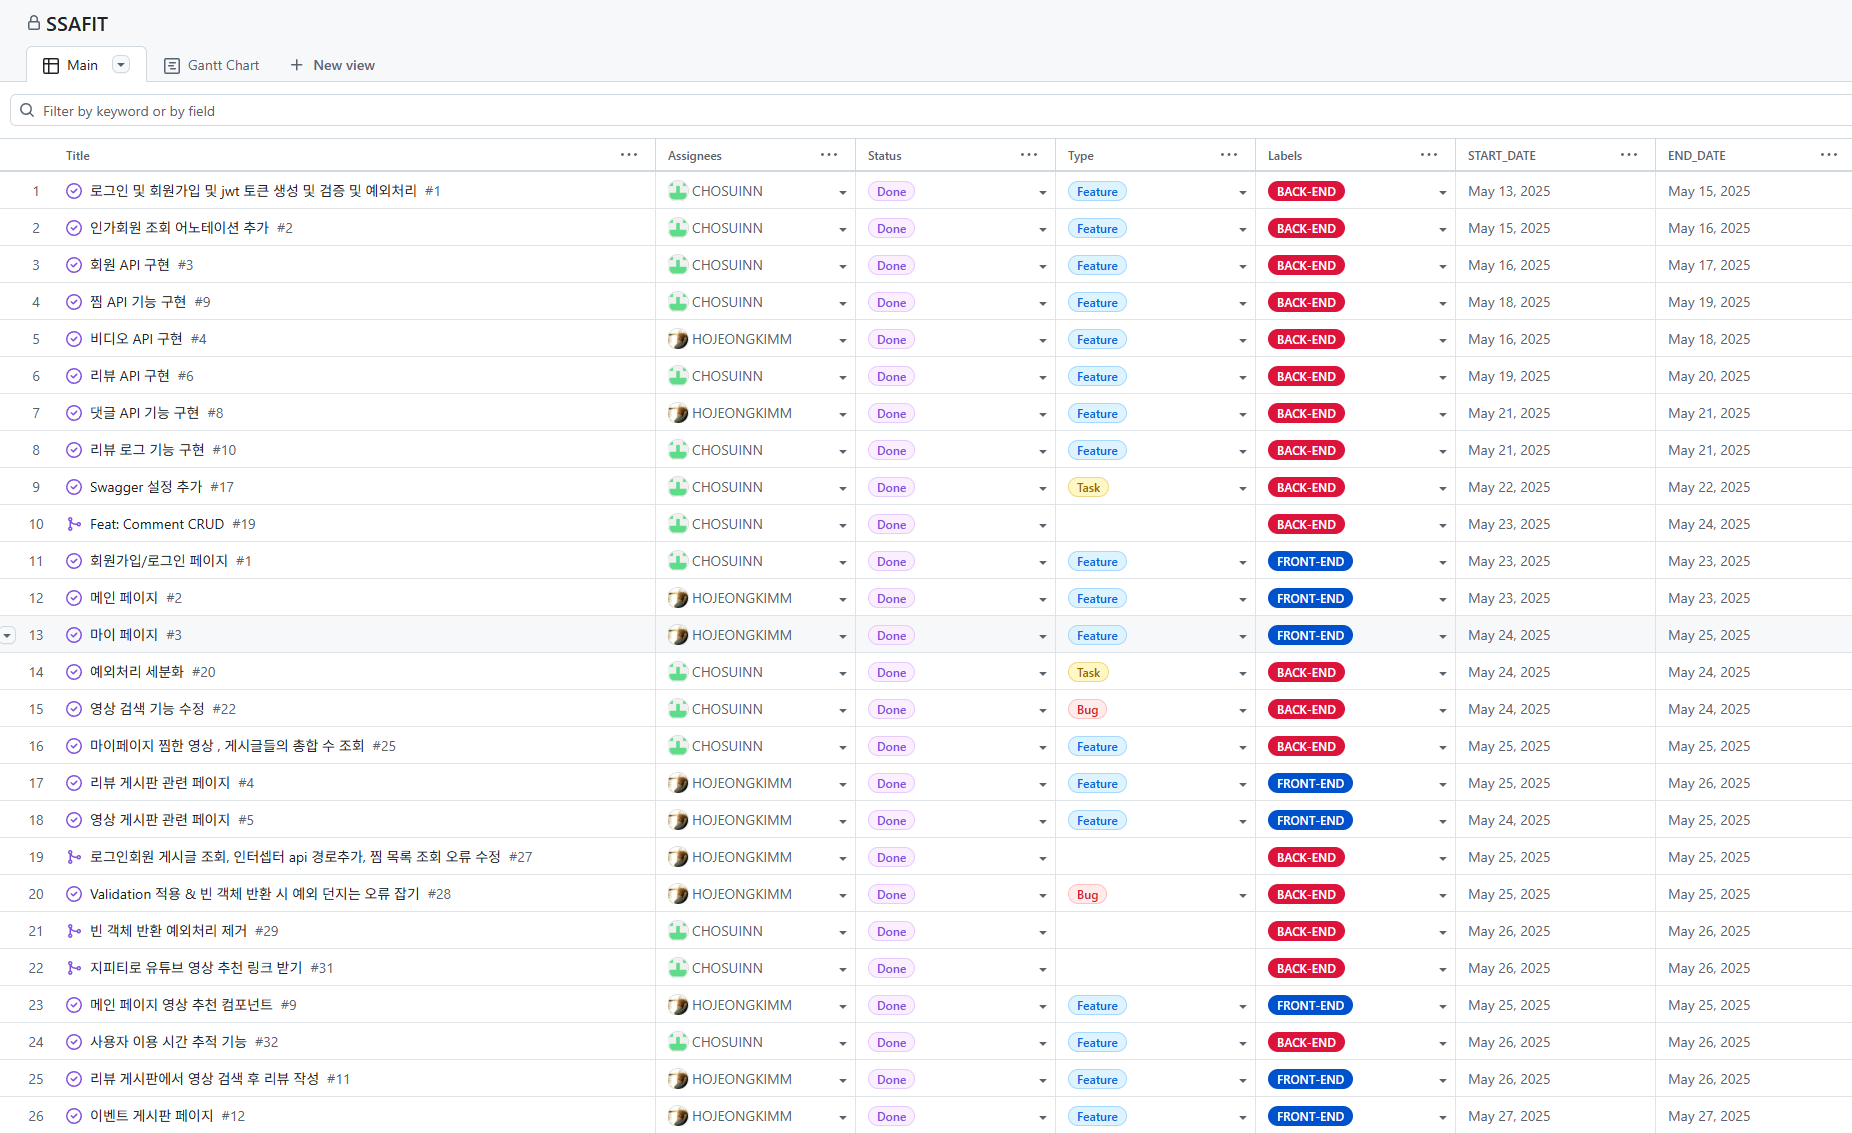 SSAFIT
Main Gantt Chart New view
Filter by keyword or by field
Title Assignees Status Type Labels START_DATE END_DATE
1 로그인 및 회원가입 및 jwt 토큰 생성 및 검증 및 예외처리 #1 CHOSUINN Done Feature BACK-END May 13, 2025 May 15, 2025
2 인가회원 조회 어노테이션 추가 #2 CHOSUINN Done Feature BACK-END May 15, 2025 May 16, 2025
3 회원 API 구현 #3 CHOSUINN Done Feature BACK-END May 16, 2025 May 17, 2025
4 찜 API 기능 구현 #9 CHOSUINN Done Feature BACK-END May 18, 2025 May 19, 2025
5 비디오 API 구현 #4 HOJEONGKIMM Done Feature BACK-END May 16, 2025 May 18, 2025
6 리뷰 API 구현 #6 CHOSUINN Done Feature BACK-END May 19, 2025 May 20, 2025
7 댓글 API 기능 구현 #8 HOJEONGKIMM Done Feature BACK-END May 21, 2025 May 21, 2025
8 리뷰 로그 기능 구현 #10 CHOSUINN Done Feature BACK-END May 21, 2025 May 21, 2025
9 Swagger 설정 추가 #17 CHOSUINN Done Task BACK-END May 22, 2025 May 22, 2025
10 Feat: Comment CRUD #19 CHOSUINN Done BACK-END May 23, 2025 May 24, 2025
11 회원가입/로그인 페이지 #1 CHOSUINN Done Feature FRONT-END May 23, 2025 May 23, 2025
12 메인 페이지 #2 HOJEONGKIMM Done Feature FRONT-END May 23, 2025 May 23, 2025
13 마이 페이지 #3 HOJEONGKIMM Done Feature FRONT-END May 24, 2025 May 25, 2025
14 예외처리 세분화 #20 CHOSUINN Done Task BACK-END May 24, 2025 May 24, 2025
15 영상 검색 기능 수정 #22 CHOSUINN Done Bug BACK-END May 24, 2025 May 24, 2025
16 마이페이지 찜한 영상 , 게시글들의 총합 수 조회 #25 CHOSUINN Done Feature BACK-END May 25, 2025 May 25, 2025
17 리뷰 게시판 관련 페이지 #4 HOJEONGKIMM Done Feature FRONT-END May 25, 2025 May 26, 2025
18 영상 게시판 관련 페이지 #5 HOJEONGKIMM Done Feature FRONT-END May 24, 2025 May 25, 2025
19 로그인회원 게시글 조회, 인터셉터 api 경로추가, 찜 목록 조회 오류 수정 #27 HOJEONGKIMM Done BACK-END May 25, 2025 May 25, 2025
20 Validation 적용 & 빈 객체 반환 시 예외 던지는 오류 잡기 #28 HOJEONGKIMM Done Bug BACK-END May 25, 2025 May 25, 2025
21 빈 객체 반환 예외처리 제거 #29 CHOSUINN Done BACK-END May 26, 2025 May 26, 2025
22 지피티로 유튜브 영상 추천 링크 받기 #31 CHOSUINN Done BACK-END May 26, 2025 May 26, 2025
23 메인 페이지 영상 추천 컴포넌트 #9 HOJEONGKIMM Done Feature FRONT-END May 25, 2025 May 25, 2025
24 사용자 이용 시간 추적 기능 #32 CHOSUINN Done Feature BACK-END May 26, 2025 May 26, 2025
25 리뷰 게시판에서 영상 검색 후 리뷰 작성 #11 HOJEONGKIMM Done Feature FRONT-END May 26, 2025 May 26, 2025
26 이벤트 게시판 페이지 #12 HOJEONGKIMM Done Feature FRONT-END May 27, 2025 May 27, 2025